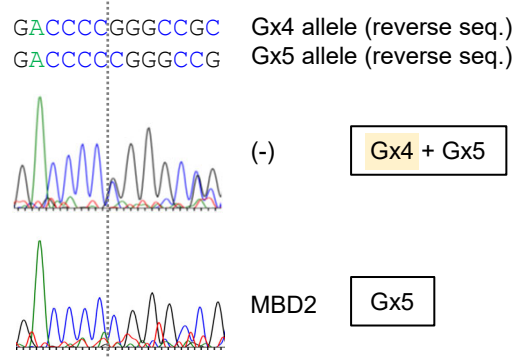 GACCCCGGGCCGC Gx4 allele (reverse seq.)
GACCCCCGGGCCG Gx5 allele (reverse seq.)
(-) Gx4 + Gx5
MBD2 Gx5